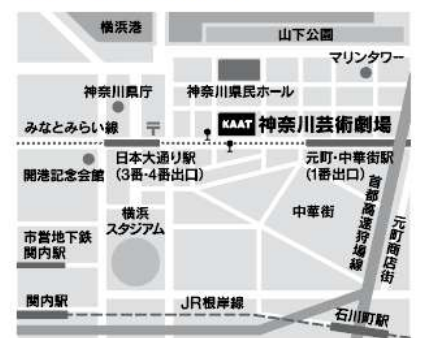 横浜港
山下公園
マリンタワー
神奈川県庁
神奈川県民ホール
みなとみらい線
〒
KAAT 神奈川芸術劇場
開港記念会館
日本大通り駅
(3番・4番出口)
元町・中華街駅
(1番出口)
横浜
スタジアム
中華街
首都高速狩場線
元町商店街
市営地下鉄
関内駅
関内駅
JR根岸線
石川町駅